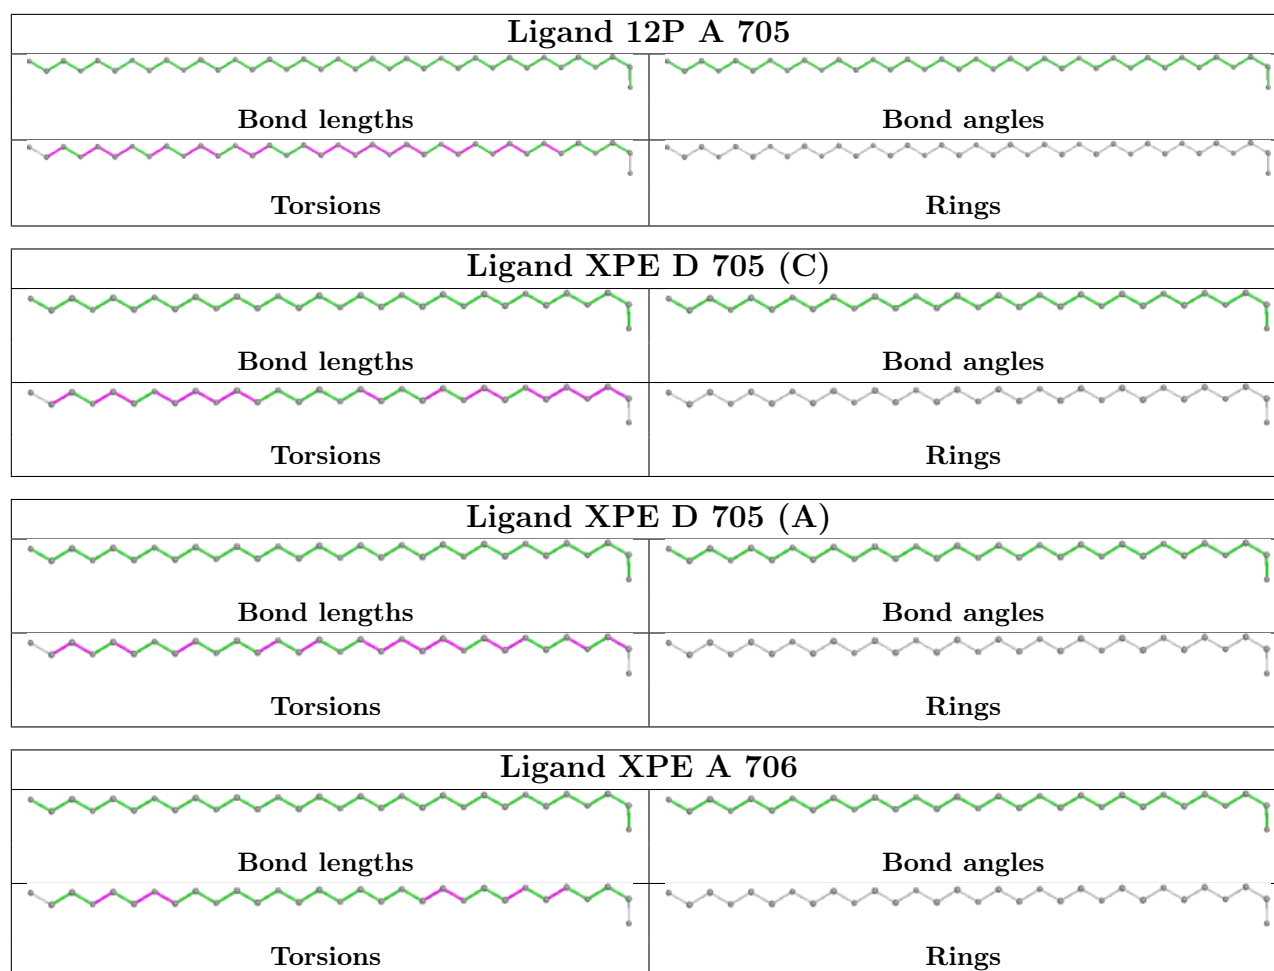 Ligand 12P A 705
Bond lengths
Bond angles
Torsions
Rings
Ligand XPE D 705 (C)
Bond lengths
Bond angles
Torsions
Rings
Ligand XPE D 705 (A)
Bond lengths
Bond angles
Torsions
Rings
Ligand XPE A 706
Bond lengths
Bond angles
Torsions
Rings